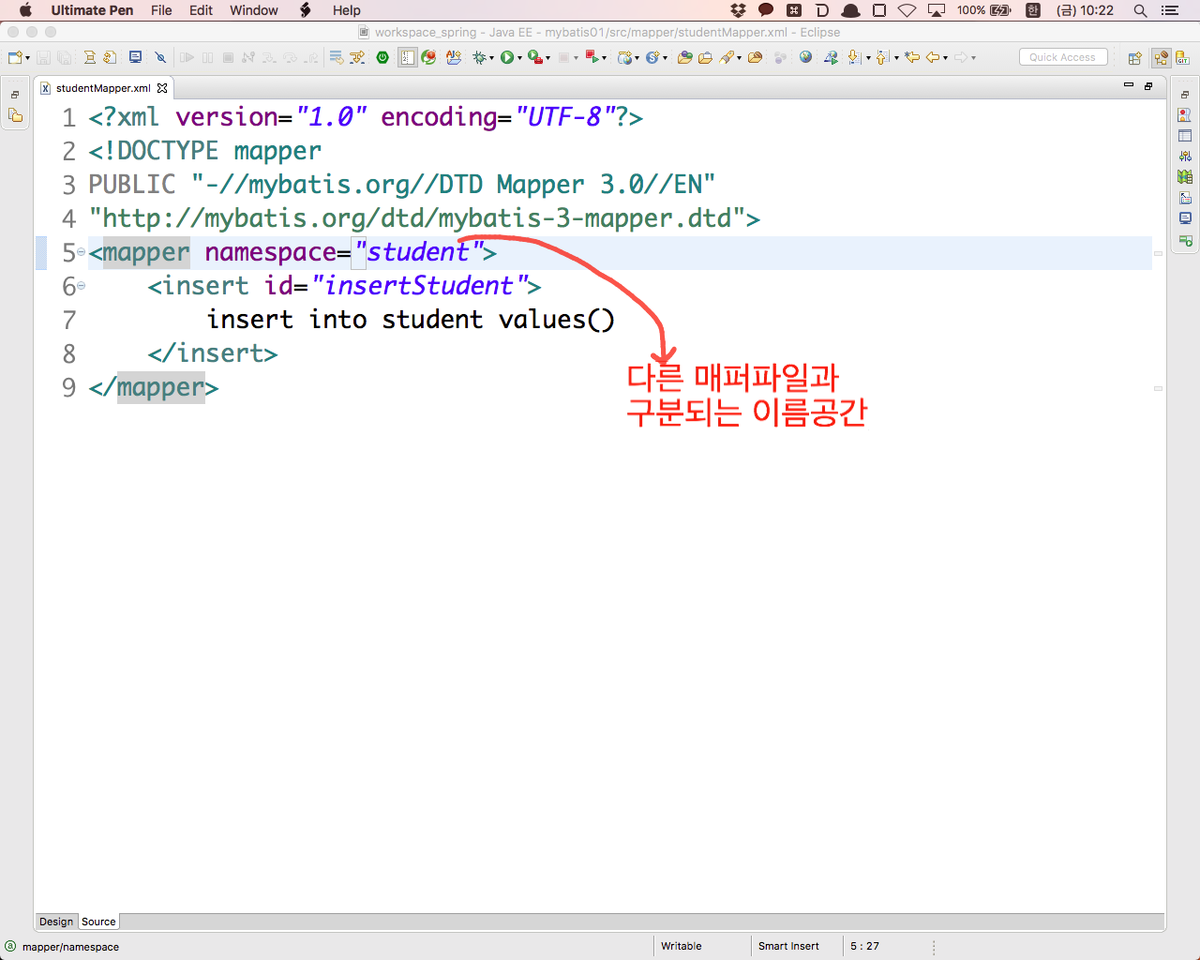 Ultimate Pen File Edit Window Help 100% 한 (금) 10:22
workspace_spring - Java EE - mybatis01/src/mapper/studentMapper.xml - Eclipse
Quick Access
studentMapper.xml
1 <?xml version="1.0" encoding="UTF-8"?>
2 <!DOCTYPE mapper
3 PUBLIC "-//mybatis.org//DTD Mapper 3.0//EN"
4 "http://mybatis.org/dtd/mybatis-3-mapper.dtd">
5 <mapper namespace="student">
6 <insert id="insertStudent">
7 insert into student values()
8 </insert>
9 </mapper>
다른 매퍼파일과
구분되는 이름공간
Design Source
mapper/namespace Writable Smart Insert 5 : 27